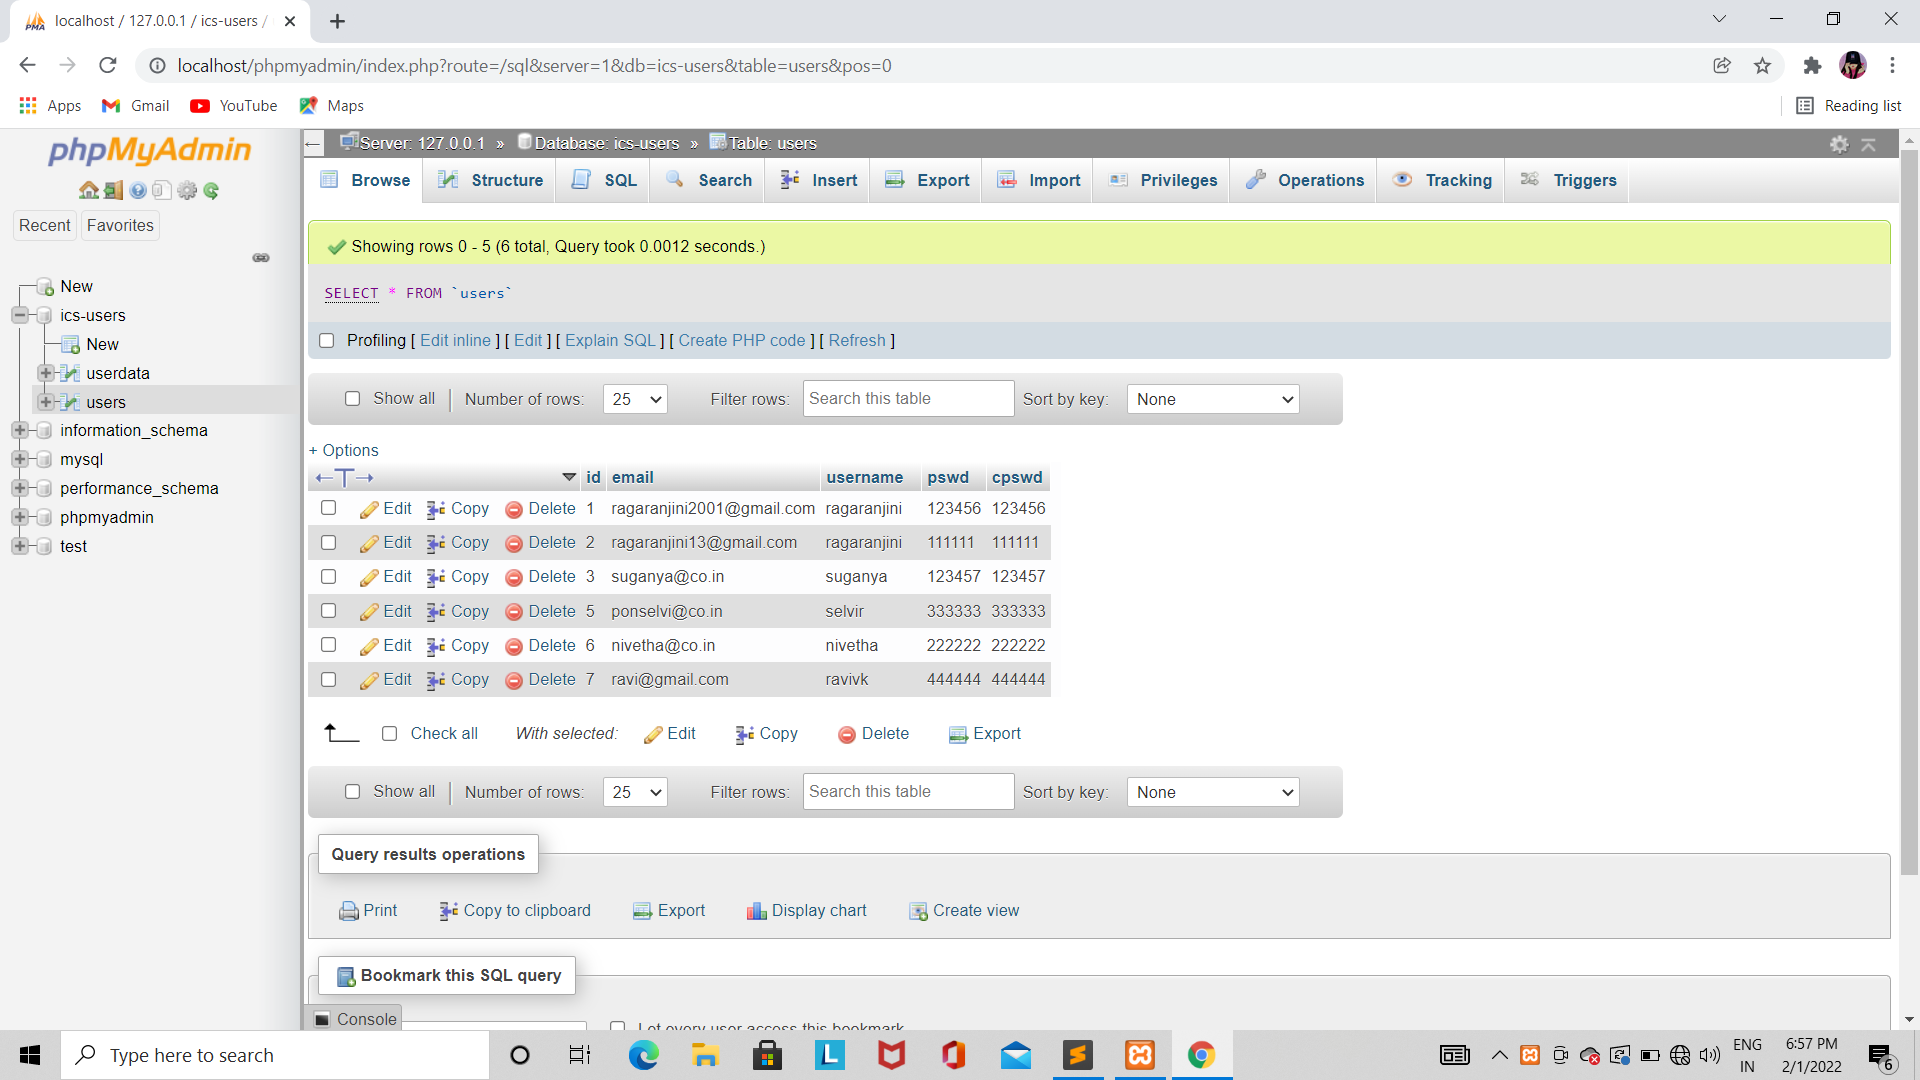 localhost / 127.0.0.1 / ics-users /
localhost/phpmyadmin/index.php?route=/sql&server=1&db=ics-users&table=users&pos=0
Apps Gmail YouTube Maps Reading list
phpMyAdmin
Recent Favorites
New
ics-users
New
userdata
users
information_schema
mysql
performance_schema
phpmyadmin
test
Server: 127.0.0.1 » Database: ics-users » Table: users
Browse Structure SQL Search Insert Export Import Privileges Operations Tracking Triggers
Showing rows 0 - 5 (6 total, Query took 0.0012 seconds.)
SELECT * FROM `users`
Profiling [ Edit inline ] [ Edit ] [ Explain SQL ] [ Create PHP code ] [ Refresh ]
Show all Number of rows: 25 Filter rows: Search this table Sort by key: None
+ Options
id email username pswd cpswd
Edit Copy Delete 1 ragaranjini2001@gmail.com ragaranjini 123456 123456
Edit Copy Delete 2 ragaranjini13@gmail.com ragaranjini 111111 111111
Edit Copy Delete 3 suganya@co.in suganya 123457 123457
Edit Copy Delete 5 ponselvi@co.in selvir 333333 333333
Edit Copy Delete 6 nivetha@co.in nivetha 222222 222222
Edit Copy Delete 7 ravi@gmail.com ravivk 444444 444444
Check all With selected: Edit Copy Delete Export
Show all Number of rows: 25 Filter rows: Search this table Sort by key: None
Query results operations
Print Copy to clipboard Export Display chart Create view
Bookmark this SQL query
Console
Let every user access this bookmark
Type here to search
ENG
IN
6:57 PM
2/1/2022
6